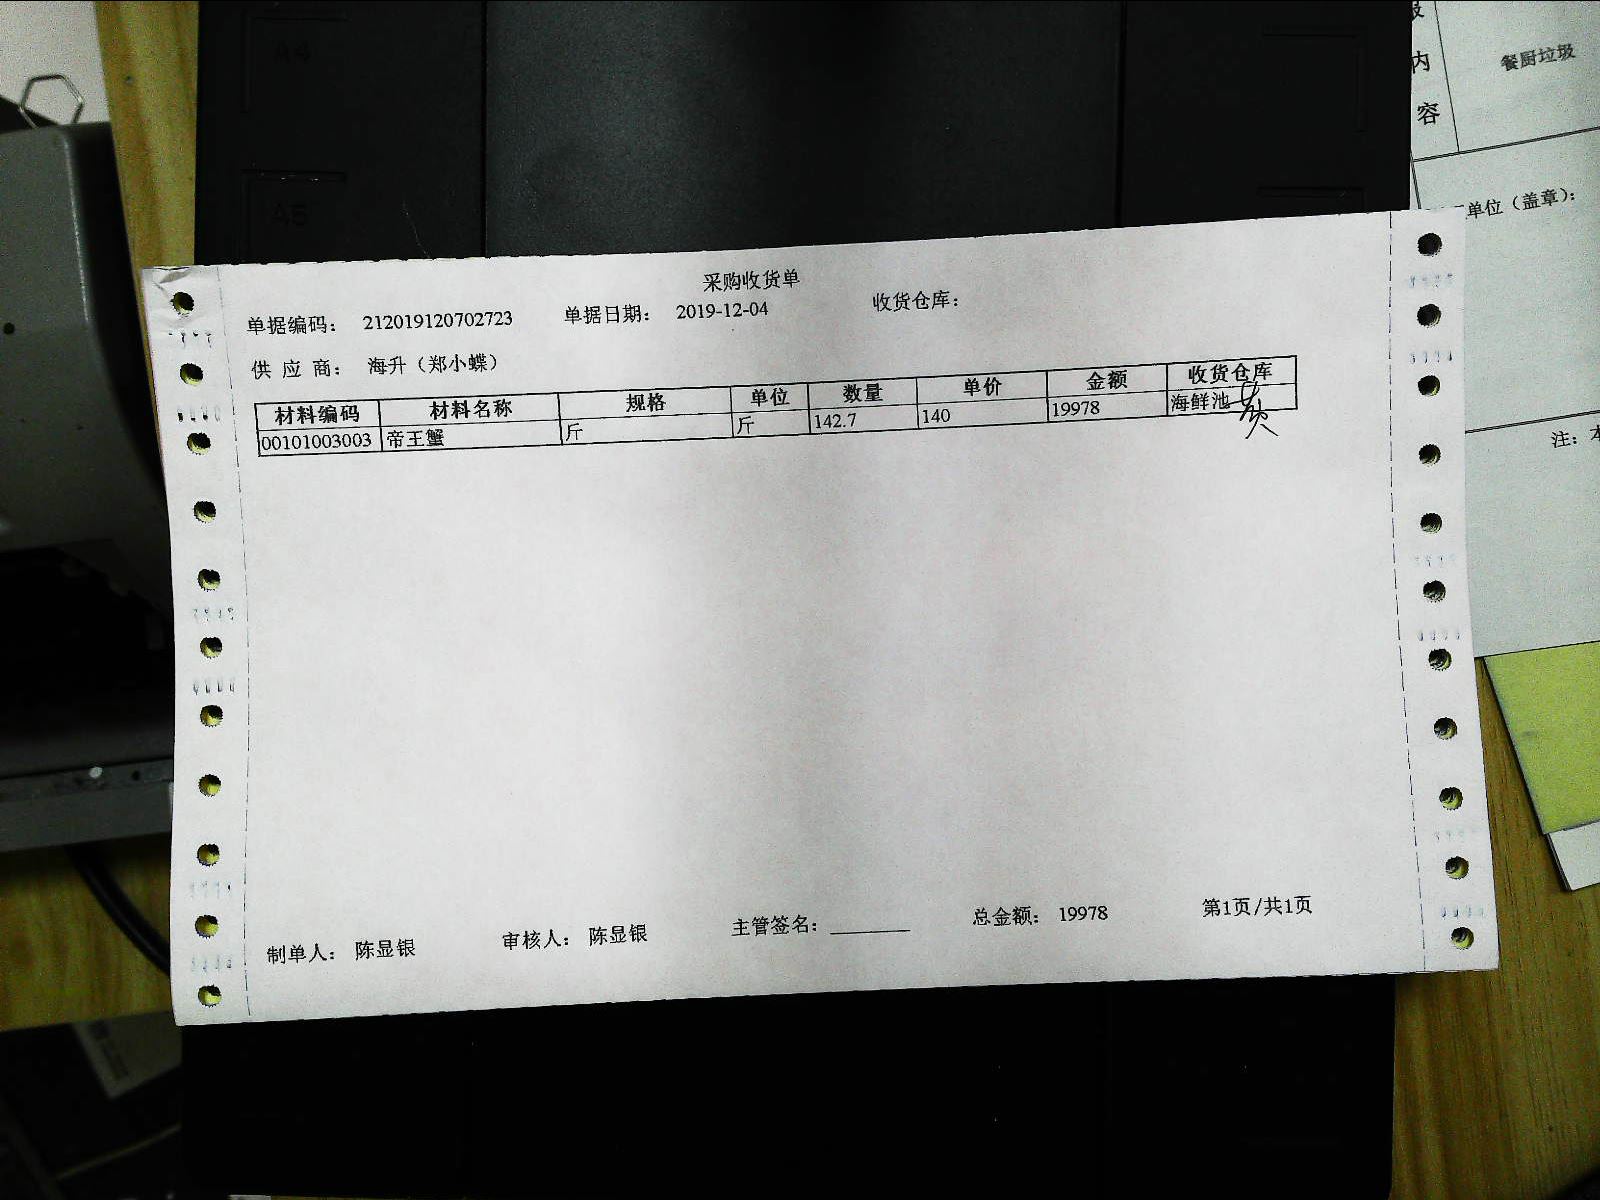 A4
A5
餐厨垃圾
内
容
单位（盖章）：
注：
采购收货单
单据编码： 212019120702723 单据日期： 2019-12-04 收货仓库：
供 应 商： 海升（郑小蝶）
材料编码 材料名称 规格 单位 数量 单价 金额 收货仓库
00101003003 帝王蟹 斤 斤 142.7 140 19978 海鲜池
制单人： 陈显银 审核人： 陈显银 主管签名：________ 总金额： 19978 第1页/共1页